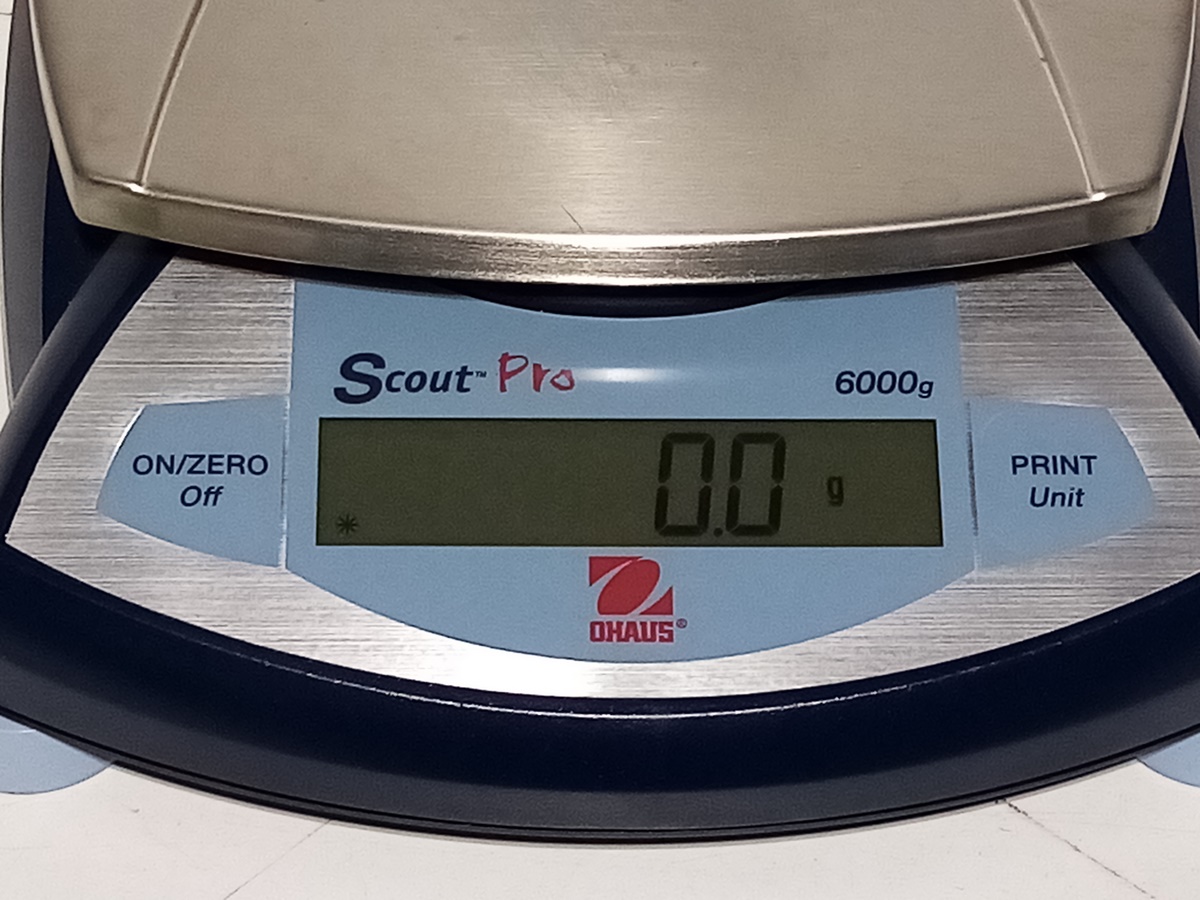 Scout™ Pro
6000g
ON/ZERO
Off
0.0 g
*
PRINT
Unit
OHAUS®